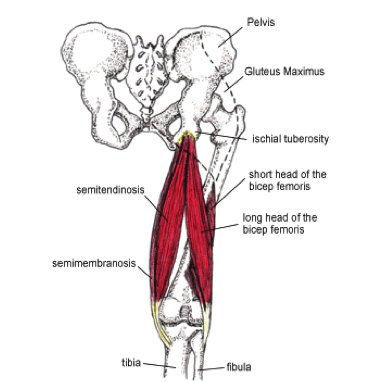 Pelvis
Gluteus Maximus
ischial tuberosity
short head of the
bicep femoris
semitendinosis
long head of the
bicep femoris
semimembranosis
tibia
fibula